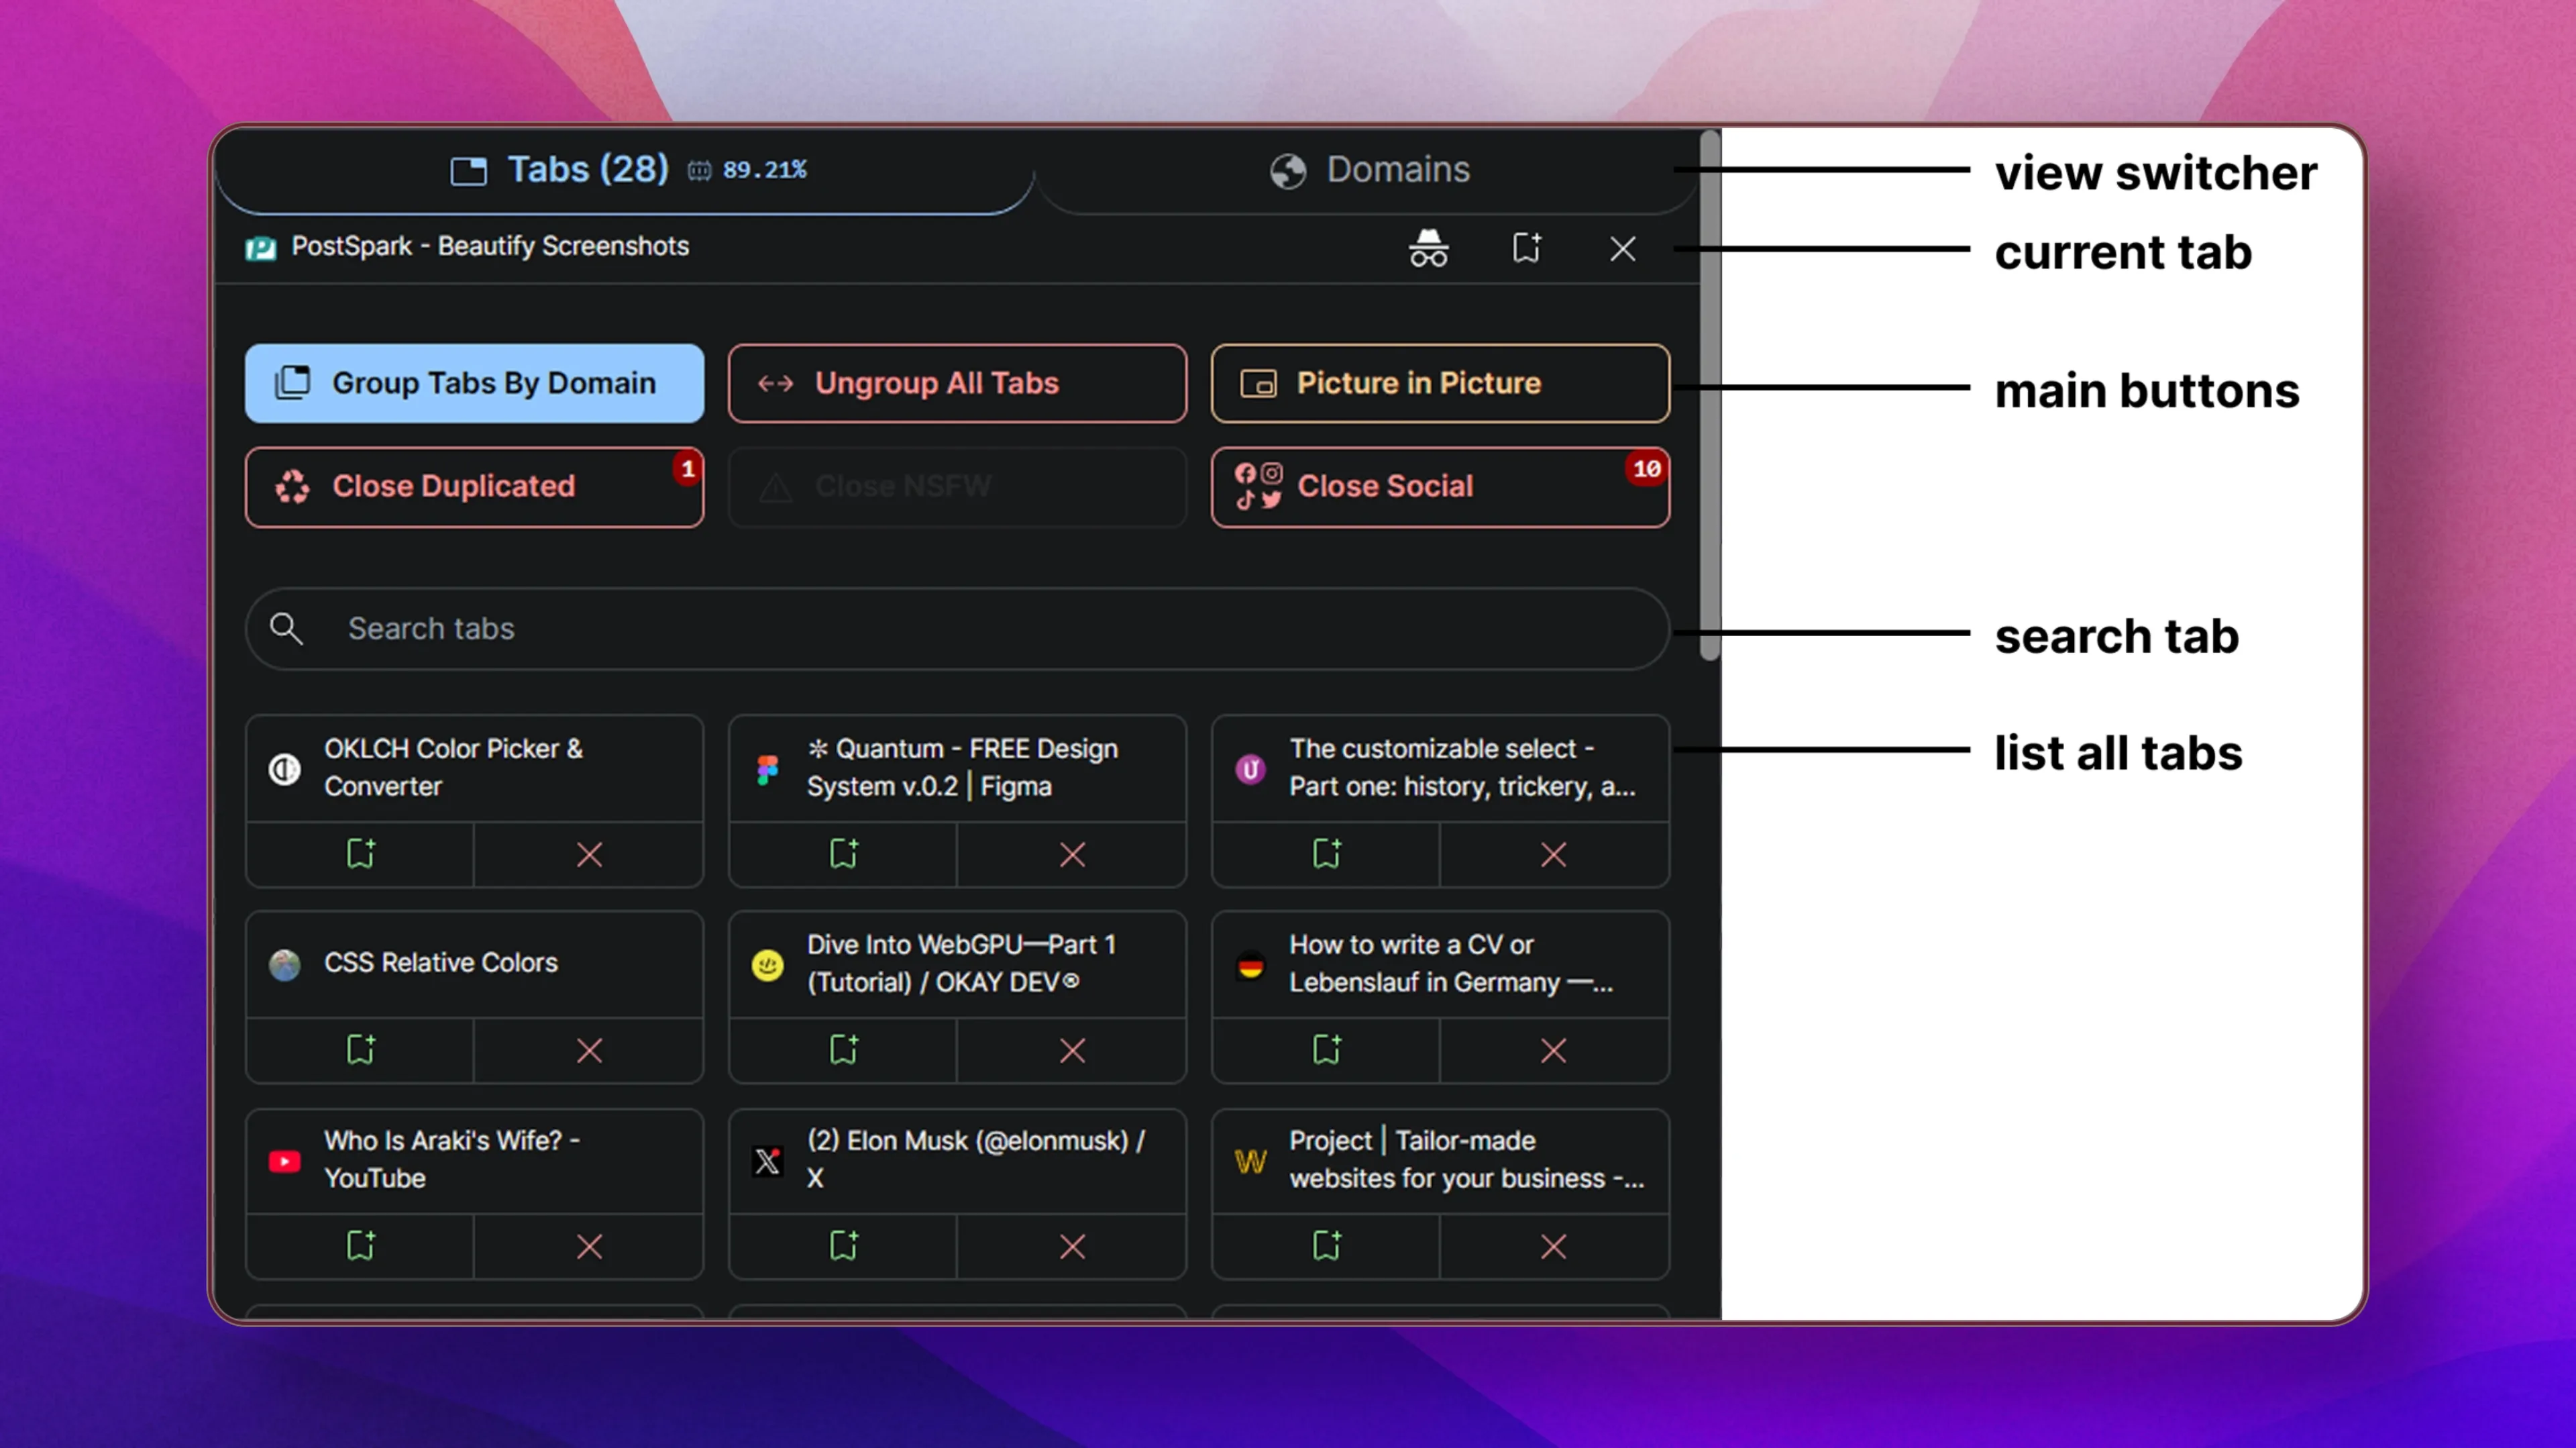 Tabs (28) 89.21%
Domains
view switcher
PostSpark - Beautify Screenshots
current tab
Group Tabs By Domain
Ungroup All Tabs
Picture in Picture
main buttons
Close Duplicated
1
Close NSFW
Close Social
10
Search tabs
search tab
OKLCH Color Picker &
Converter
✲ Quantum - FREE Design
System v.0.2 | Figma
The customizable select -
Part one: history, trickery, a...
list all tabs
CSS Relative Colors
Dive Into WebGPU—Part 1
(Tutorial) / OKAY DEV®
How to write a CV or
Lebenslauf in Germany —...
Who Is Araki's Wife? -
YouTube
(2) Elon Musk (@elonmusk) /
X
Project | Tailor-made
websites for your business -...